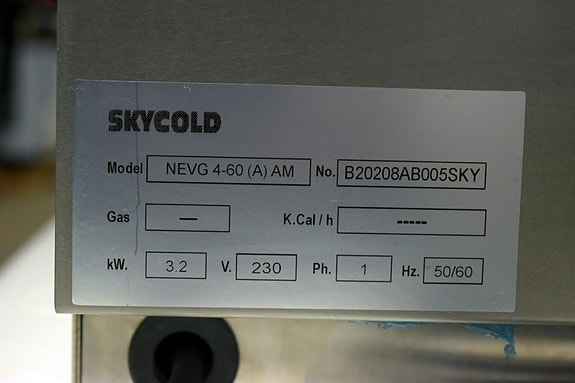 SKYCOLD
Model NEVG 4-60 (A) AM No. B20208AB005SKY
Gas — K.Cal / h -----
kW. 3.2 V. 230 Ph. 1 Hz. 50/60